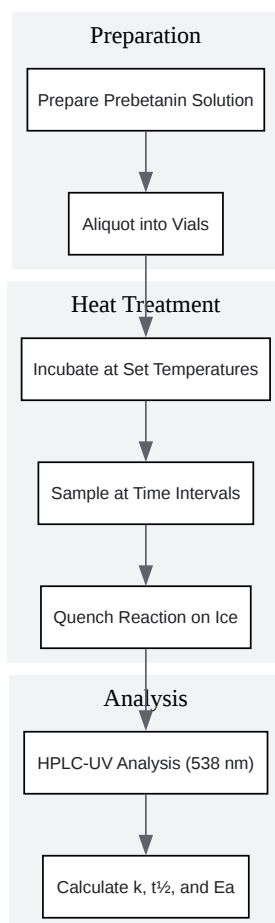 Preparation
Prepare Prebetanin Solution
Aliquot into Vials
Heat Treatment
Incubate at Set Temperatures
Sample at Time Intervals
Quench Reaction on Ice
Analysis
HPLC-UV Analysis (538 nm)
Calculate k, t½, and Ea